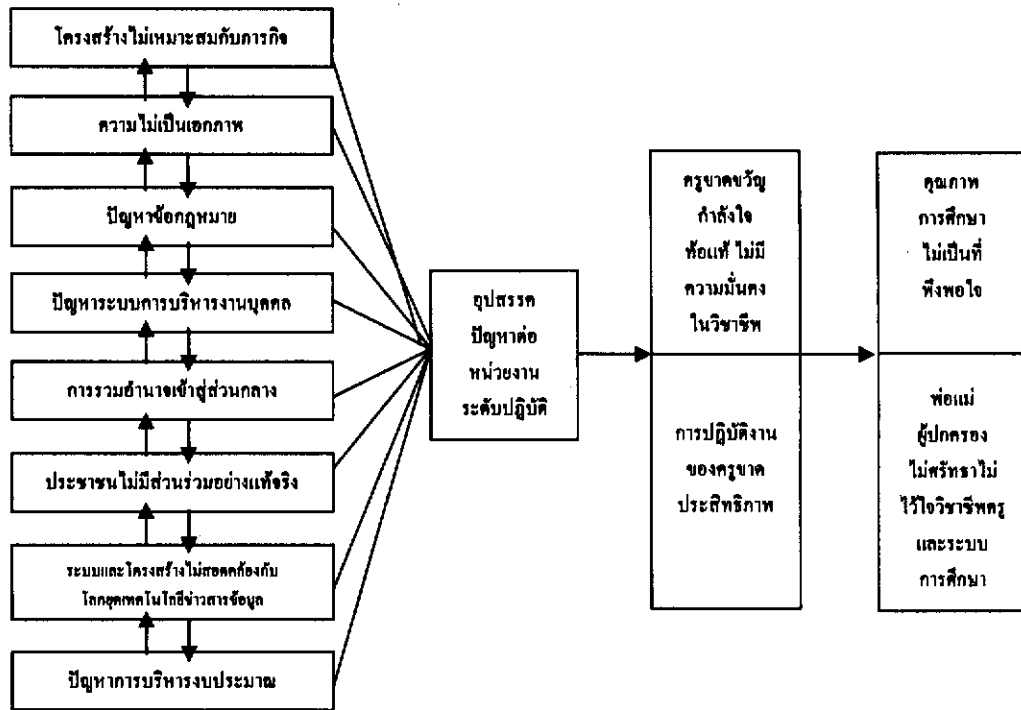 โครงสร้างไม่เหมาะสมกับภารกิจ
ความไม่เป็นเอกภาพ
ปัญหาข้อกฎหมาย
ปัญหาระบบการบริหารงานบุคคล
การรวมอำนาจเข้าสู่ส่วนกลาง
ประชาชนไม่มีส่วนร่วมอย่างแท้จริง
ระบบและโครงสร้างไม่สอดคล้องกับ
โลกยุคเทคโนโลยีข่าวสารข้อมูล
ปัญหาการบริหารงบประมาณ
อุปสรรค
ปัญหาต่อ
หน่วยงาน
ระดับปฏิบัติ
ครูขาดขวัญ
กำลังใจ
ท้อแท้ ไม่มี
ความมั่นคง
ในวิชาชีพ
การปฏิบัติงาน
ของครูขาด
ประสิทธิภาพ
คุณภาพ
การศึกษา
ไม่เป็นที่
พึงพอใจ
พ่อแม่
ผู้ปกครอง
ไม่ศรัทธาไม่
ไว้ใจวิชาชีพครู
และระบบ
การศึกษา